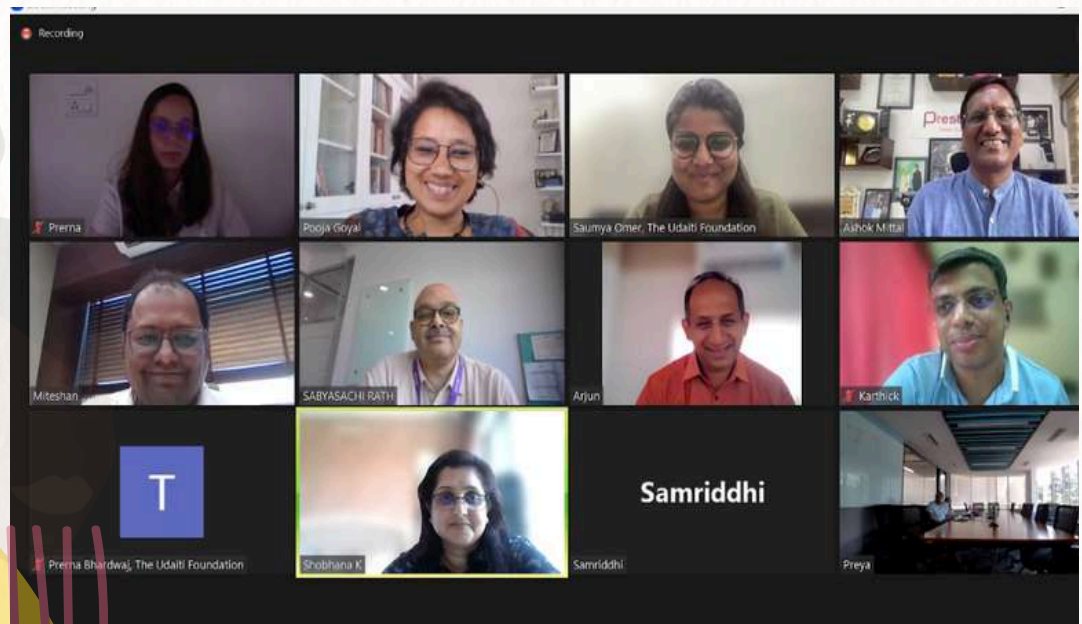 Recording
Prerna
Pooja Goyal
Saumya Omer, The Udaiti Foundation
Prest
Ashok Mittal
Miteshan
SABYASACHI RATH
Arjun
Karthick
T
Prerna Bhardwaj, The Udaiti Foundation
Shobhana K
Samriddhi
Samriddhi
Preya